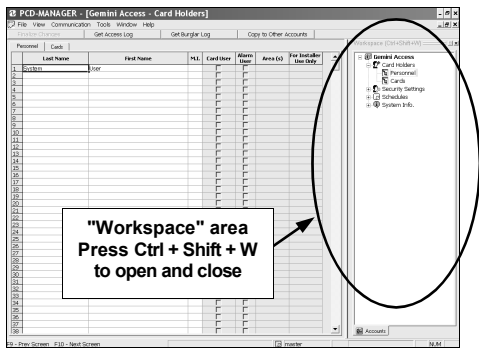 PCD-MANAGER - [Gemini Access - Card Holders]
File View Communication Tools Window Help
Finalize Changes Get Access Log Get Burglar Log Copy to Other Accounts
Personnel Cards
Last Name First Name M.I. Card User Alarm User Area (s) For Installer Use Only
1 System User
2
3
4
5
6
7
8
9
10
11
12
13
14
15
16
17
18
19
20
21
22
23
24
25
26
27
28
29
30
31
32
33
34
35
36
37
38
"Workspace" area
Press Ctrl + Shift + W
to open and close
Workspace (Ctrl+Shift+W)
Gemini Access
Card Holders
Personnel
Cards
Security Settings
Schedules
System Info.
Accounts
F9 - Prev Screen F10 - Next Screen master NUM